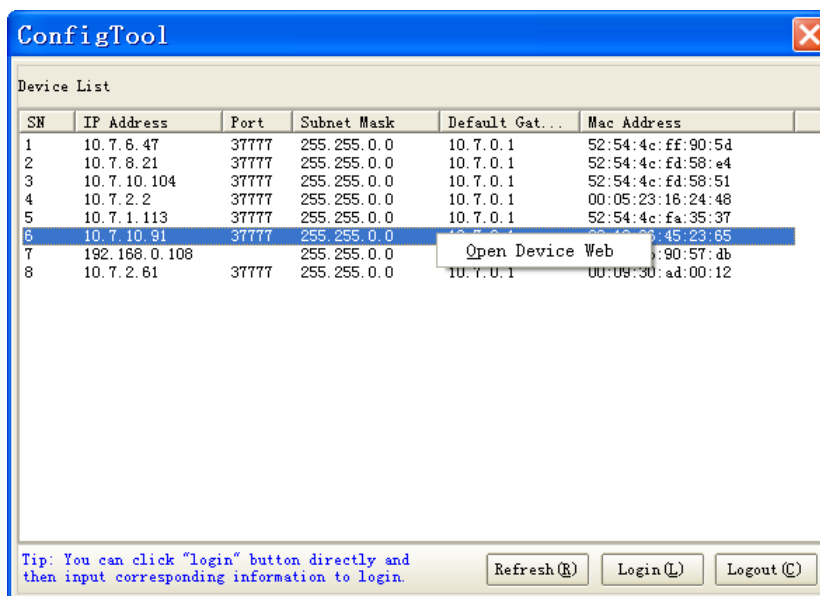 ConfigTool
Device List
SN IP Address Port Subnet Mask Default Gat... Mac Address
1 10.7.6.47 37777 255.255.0.0 10.7.0.1 52:54:4c:ff:90:5d
2 10.7.8.21 37777 255.255.0.0 10.7.0.1 52:54:4c:fd:58:e4
3 10.7.10.104 37777 255.255.0.0 10.7.0.1 52:54:4c:fd:58:51
4 10.7.2.2 37777 255.255.0.0 10.7.0.1 00:05:23:16:24:48
5 10.7.1.113 37777 255.255.0.0 10.7.0.1 52:54:4c:fa:35:37
6 10.7.10.91 37777 255.255.0.0 :45:23:65
Open Device Web
7 192.168.0.108 255.255.0.0 :90:57:db
8 10.7.2.61 37777 255.255.0.0 10.7.0.1 00:09:30:ad:00:12
Tip: You can click "login" button directly and
then input corresponding information to login.
Refresh(R) Login(L) Logout(C)